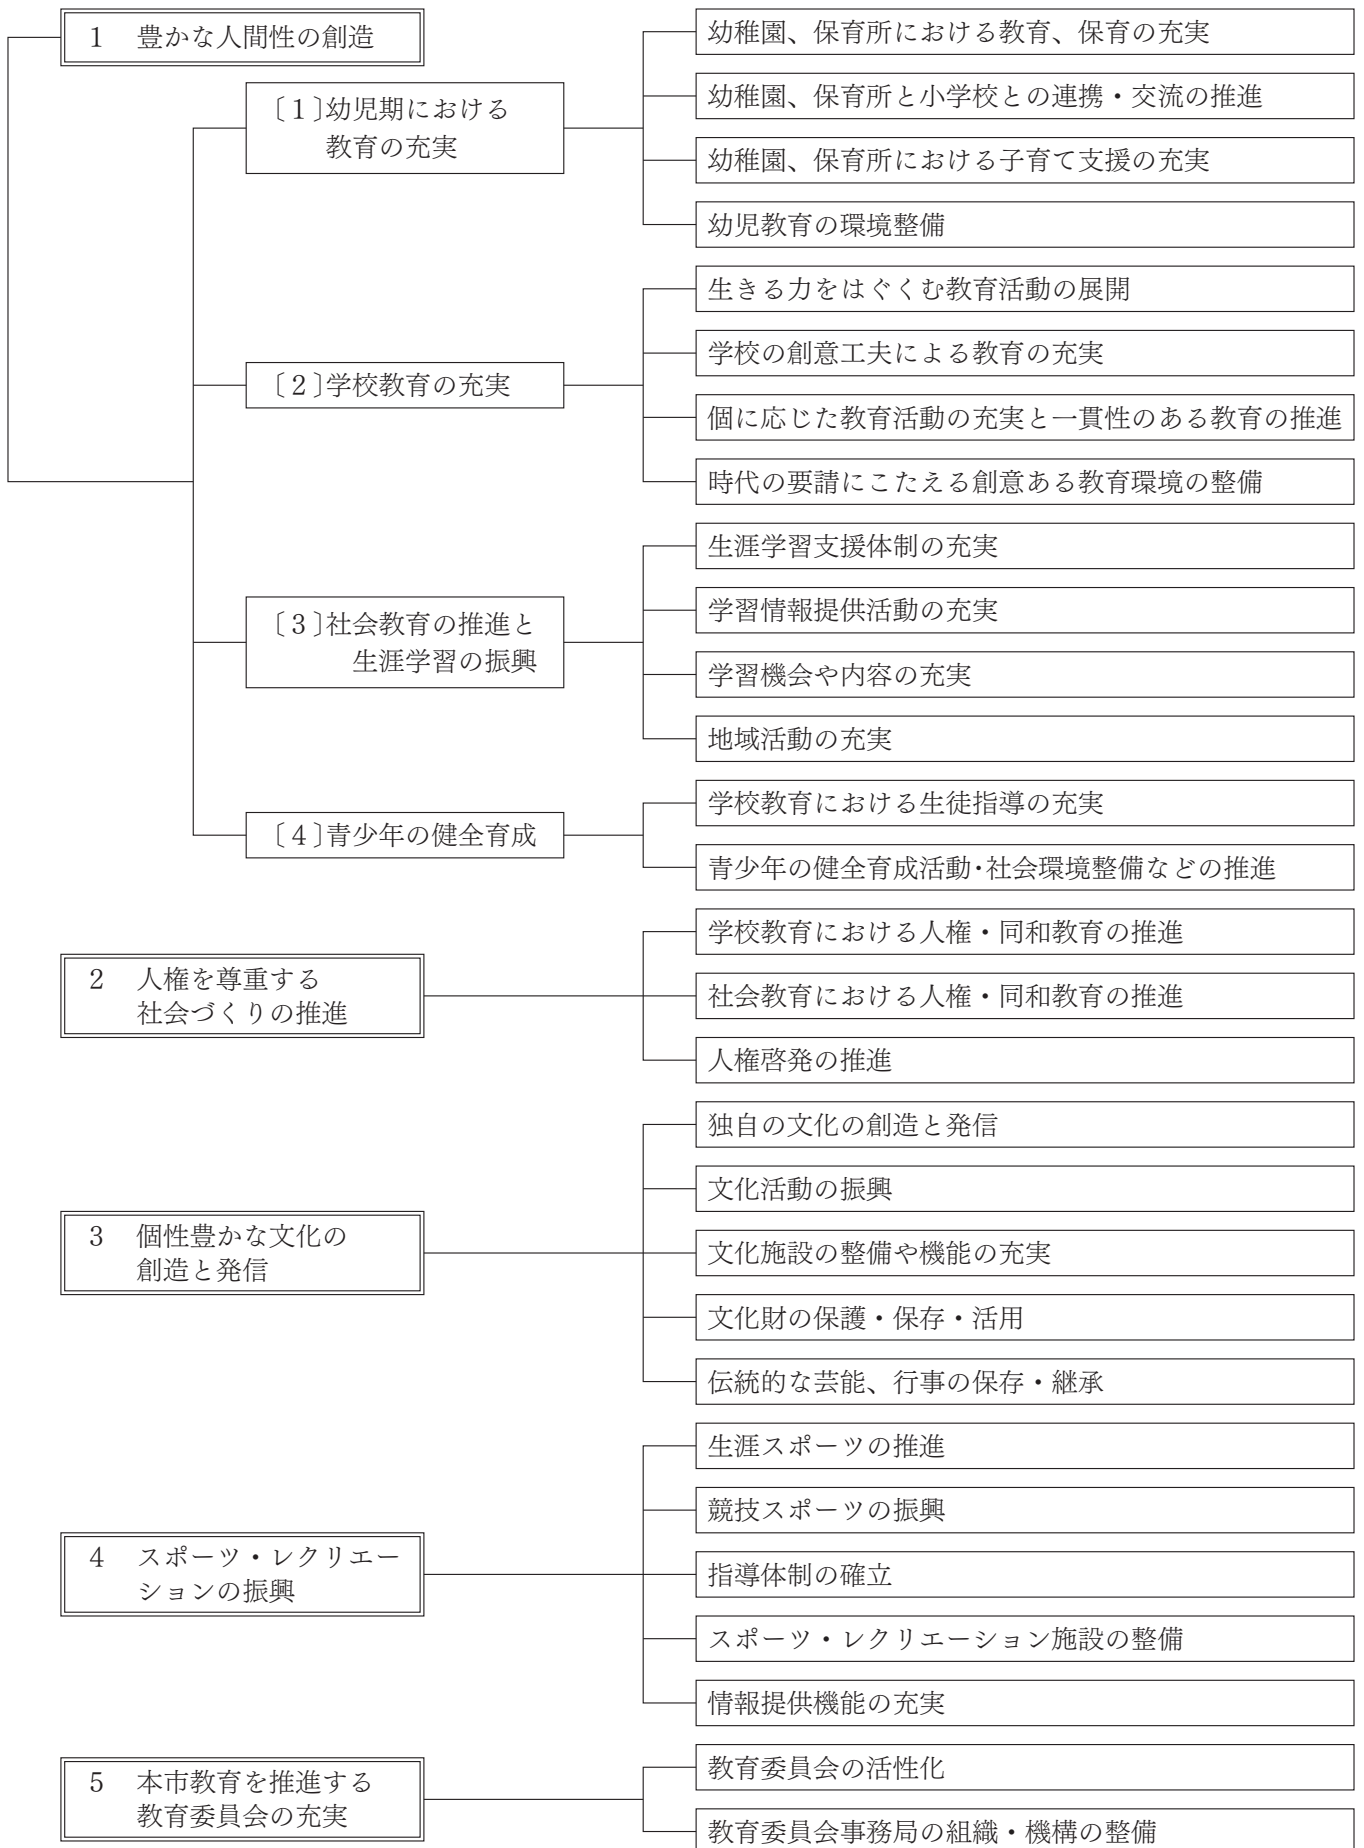 1 豊かな人間性の創造
〔1〕幼児期における
教育の充実
幼稚園、保育所における教育、保育の充実
幼稚園、保育所と小学校との連携・交流の推進
幼稚園、保育所における子育て支援の充実
幼児教育の環境整備
〔2〕学校教育の充実
生きる力をはぐくむ教育活動の展開
学校の創意工夫による教育の充実
個に応じた教育活動の充実と一貫性のある教育の推進
時代の要請にこたえる創意ある教育環境の整備
〔3〕社会教育の推進と
生涯学習の振興
生涯学習支援体制の充実
学習情報提供活動の充実
学習機会や内容の充実
地域活動の充実
〔4〕青少年の健全育成
学校教育における生徒指導の充実
青少年の健全育成活動・社会環境整備などの推進
2 人権を尊重する
社会づくりの推進
学校教育における人権・同和教育の推進
社会教育における人権・同和教育の推進
人権啓発の推進
3 個性豊かな文化の
創造と発信
独自の文化の創造と発信
文化活動の振興
文化施設の整備や機能の充実
文化財の保護・保存・活用
伝統的な芸能、行事の保存・継承
4 スポーツ・レクリエー
ションの振興
生涯スポーツの推進
競技スポーツの振興
指導体制の確立
スポーツ・レクリエーション施設の整備
情報提供機能の充実
5 本市教育を推進する
教育委員会の充実
教育委員会の活性化
教育委員会事務局の組織・機構の整備